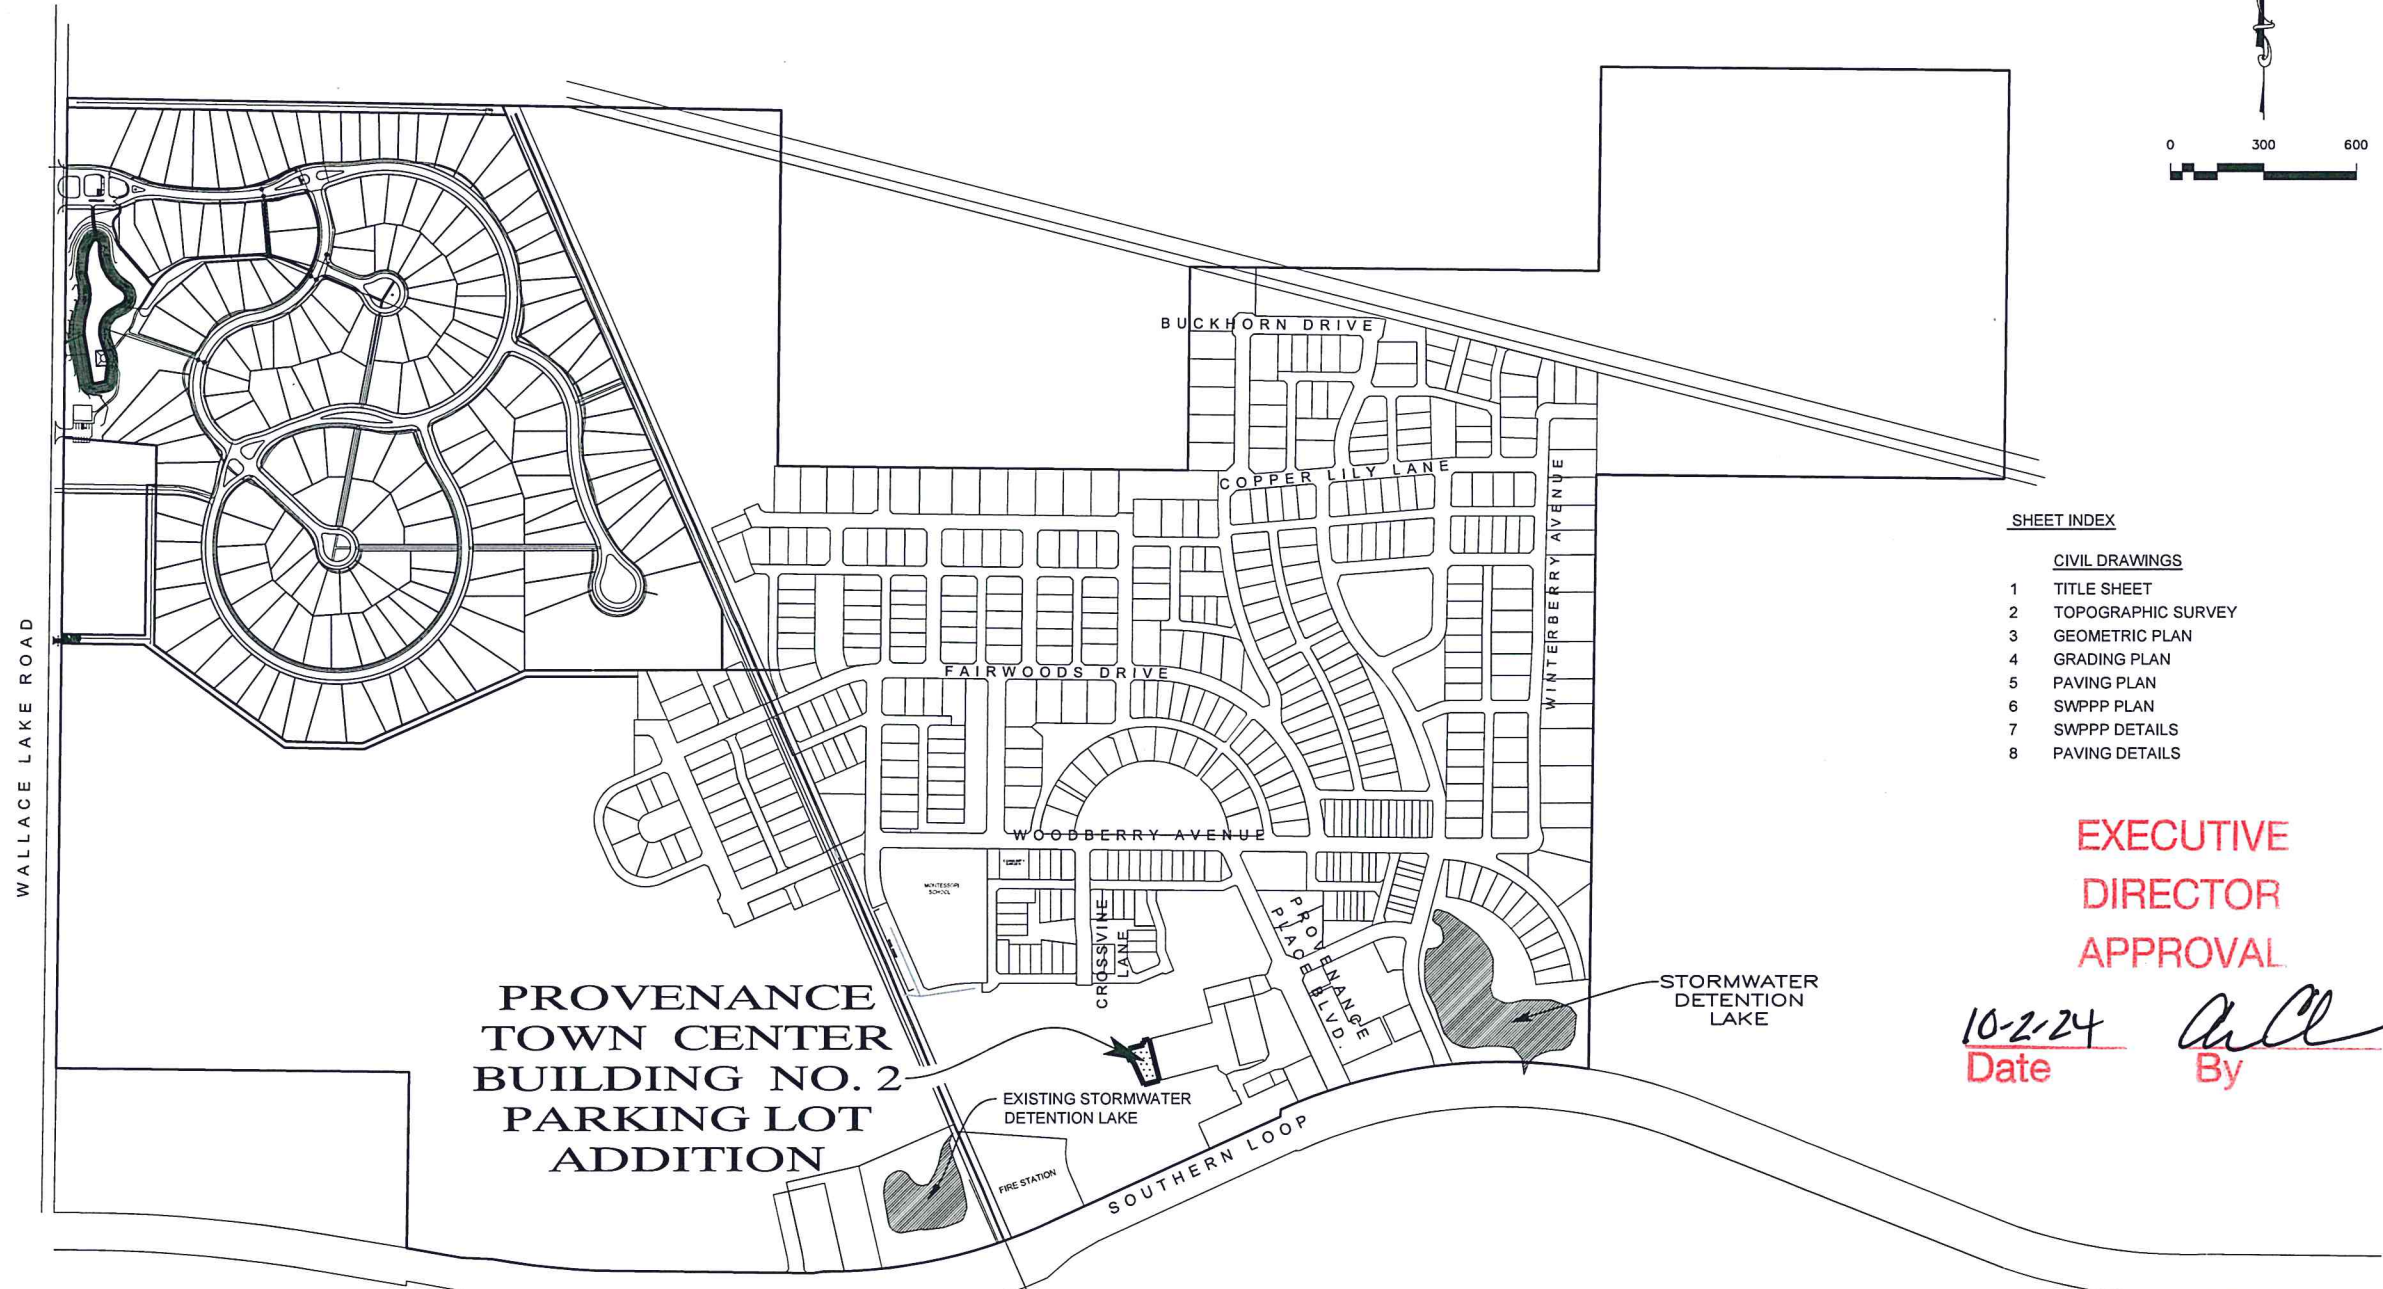 0 300 600
BUCKHORN DRIVE
COPPER LILY LANE
WINTERBERRY AVENUE
FAIRWOODS DRIVE
WOODBERRY AVENUE
WALLACE LAKE ROAD
MONTESSORI
SCHOOL
CROSSVINE
LANE
PROVENANCE
PLACE BLVD.
PROVENANCE
TOWN CENTER
BUILDING NO. 2
PARKING LOT
ADDITION
EXISTING STORMWATER
DETENTION LAKE
FIRE STATION
SOUTHERN LOOP
STORMWATER
DETENTION
LAKE
SHEET INDEX
CIVIL DRAWINGS
1 TITLE SHEET
2 TOPOGRAPHIC SURVEY
3 GEOMETRIC PLAN
4 GRADING PLAN
5 PAVING PLAN
6 SWPPP PLAN
7 SWPPP DETAILS
8 PAVING DETAILS
EXECUTIVE
DIRECTOR
APPROVAL
10-2-24
Date By